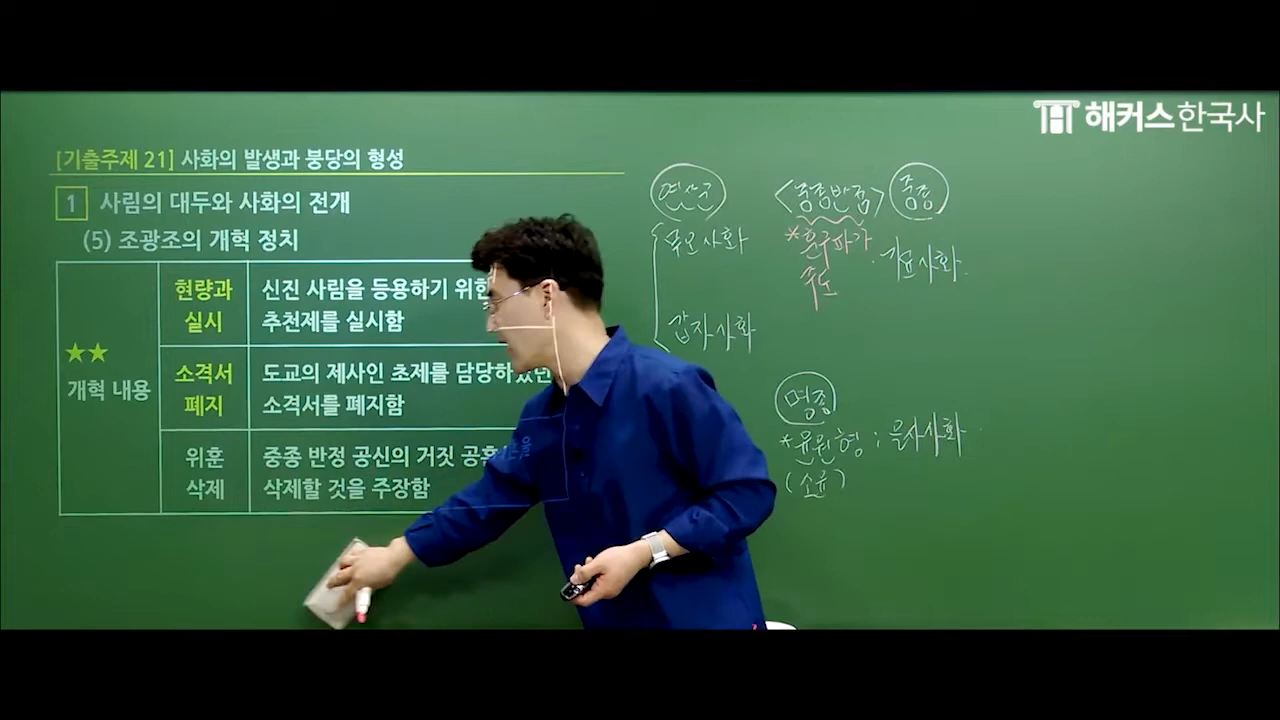 해커스한국사
[기출주제 21] 사화의 발생과 붕당의 형성
1 사림의 대두와 사화의 전개
(5) 조광조의 개혁 정치
★★
개혁 내용
현량과
실시
신진 사림을 등용하기 위한
추천제를 실시함
소격서
폐지
도교의 제사인 초제를 담당하였던
소격서를 폐지함
위훈
삭제
중종 반정 공신의 거짓 공훈
삭제할 것을 주장함
연산군
무오사화
갑자사화
<중종반정>
*훈구파가
주도
중종
기묘사화
명종
*윤원형 : 을사사화
(소윤)